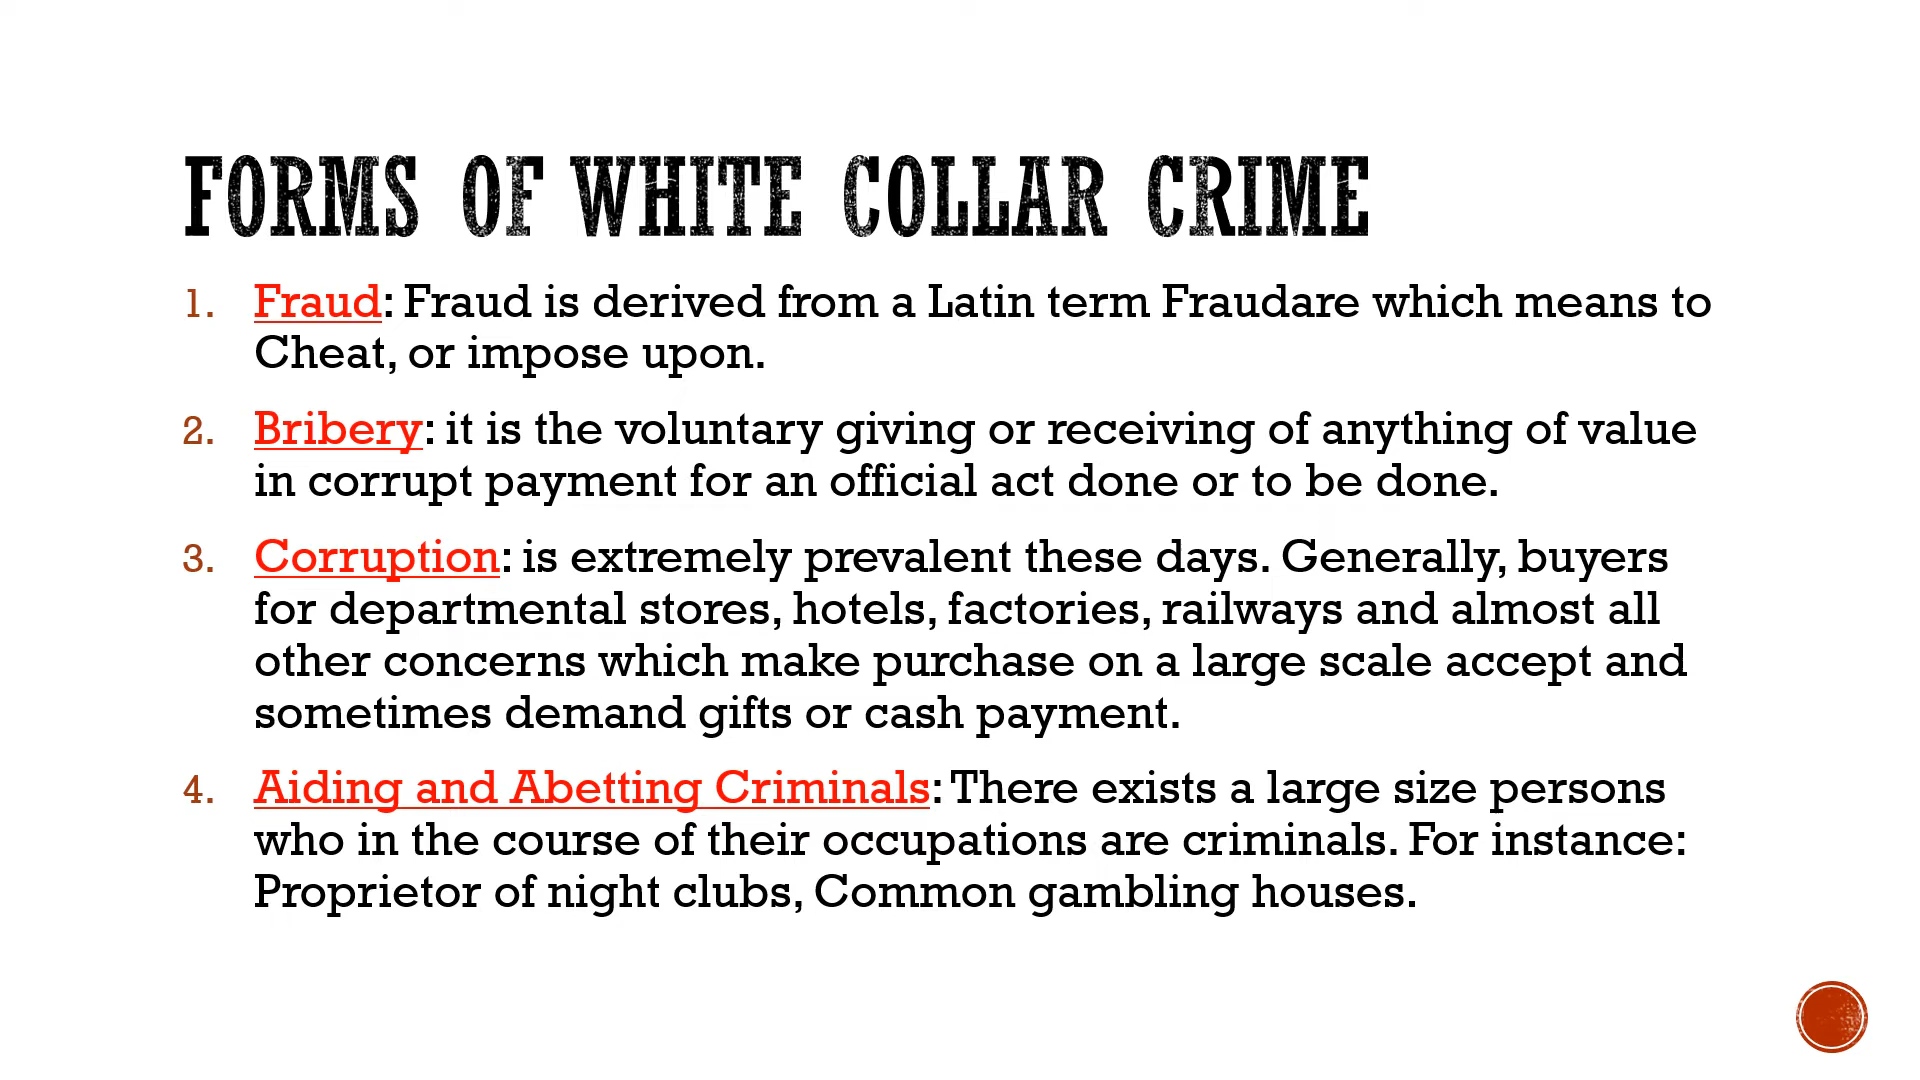 FORMS OF WHITE COLLAR CRIME
1. Fraud: Fraud is derived from a Latin term Fraudare which means to
Cheat, or impose upon.
2. Bribery: it is the voluntary giving or receiving of anything of value
in corrupt payment for an official act done or to be done.
3. Corruption: is extremely prevalent these days. Generally, buyers
for departmental stores, hotels, factories, railways and almost all
other concerns which make purchase on a large scale accept and
sometimes demand gifts or cash payment.
4. Aiding and Abetting Criminals: There exists a large size persons
who in the course of their occupations are criminals. For instance:
Proprietor of night clubs, Common gambling houses.